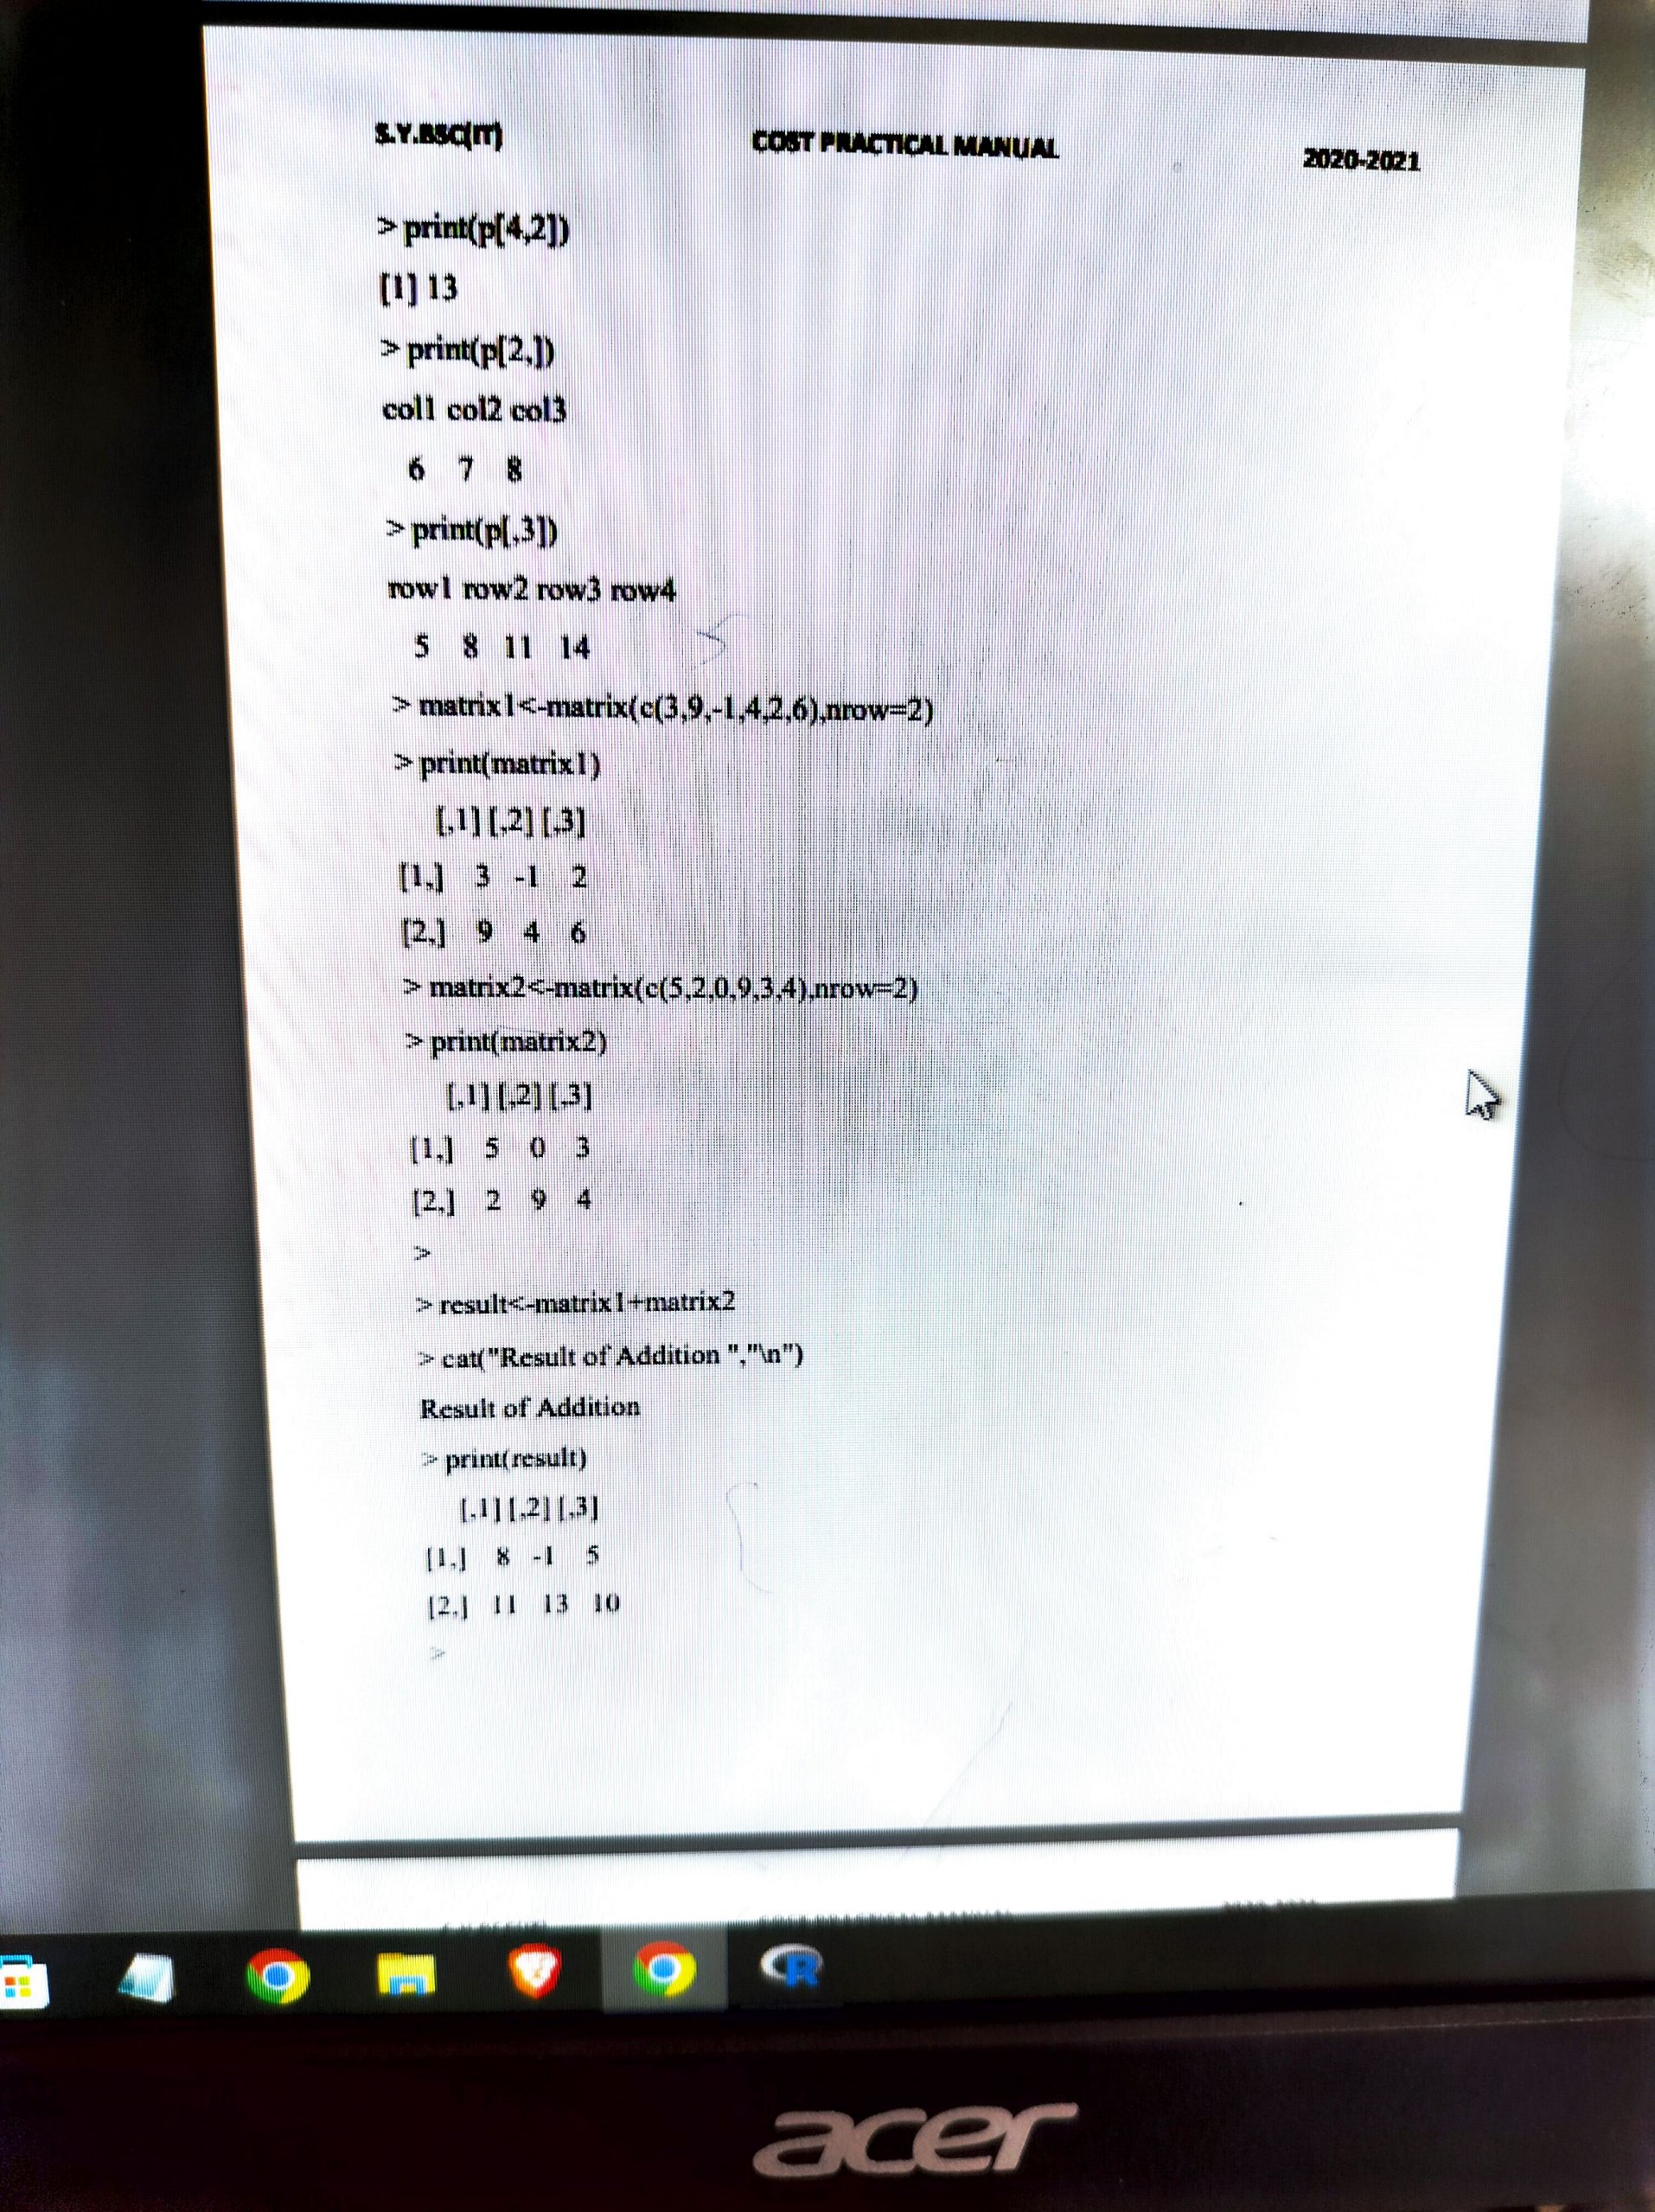 S.Y.BSC(IT) COST PRACTICAL MANUAL 2020-2021
> print(p[4,2])
[1] 13
> print(p[2,])
col1 col2 col3
6 7 8
> print(p[,3])
row1 row2 row3 row4
5 8 11 14
> matrix1<-matrix(c(3,9,-1,4,2,6),nrow=2)
> print(matrix1)
[,1] [,2] [,3]
[1,] 3 -1 2
[2,] 9 4 6
> matrix2<-matrix(c(5,2,0,9,3,4),nrow=2)
> print(matrix2)
[,1] [,2] [,3]
[1,] 5 0 3
[2,] 2 9 4
>
> result<-matrix1+matrix2
> cat("Result of Addition ","\n")
Result of Addition
> print(result)
[,1] [,2] [,3]
[1,] 8 -1 5
[2,] 11 13 10
>
R
acer